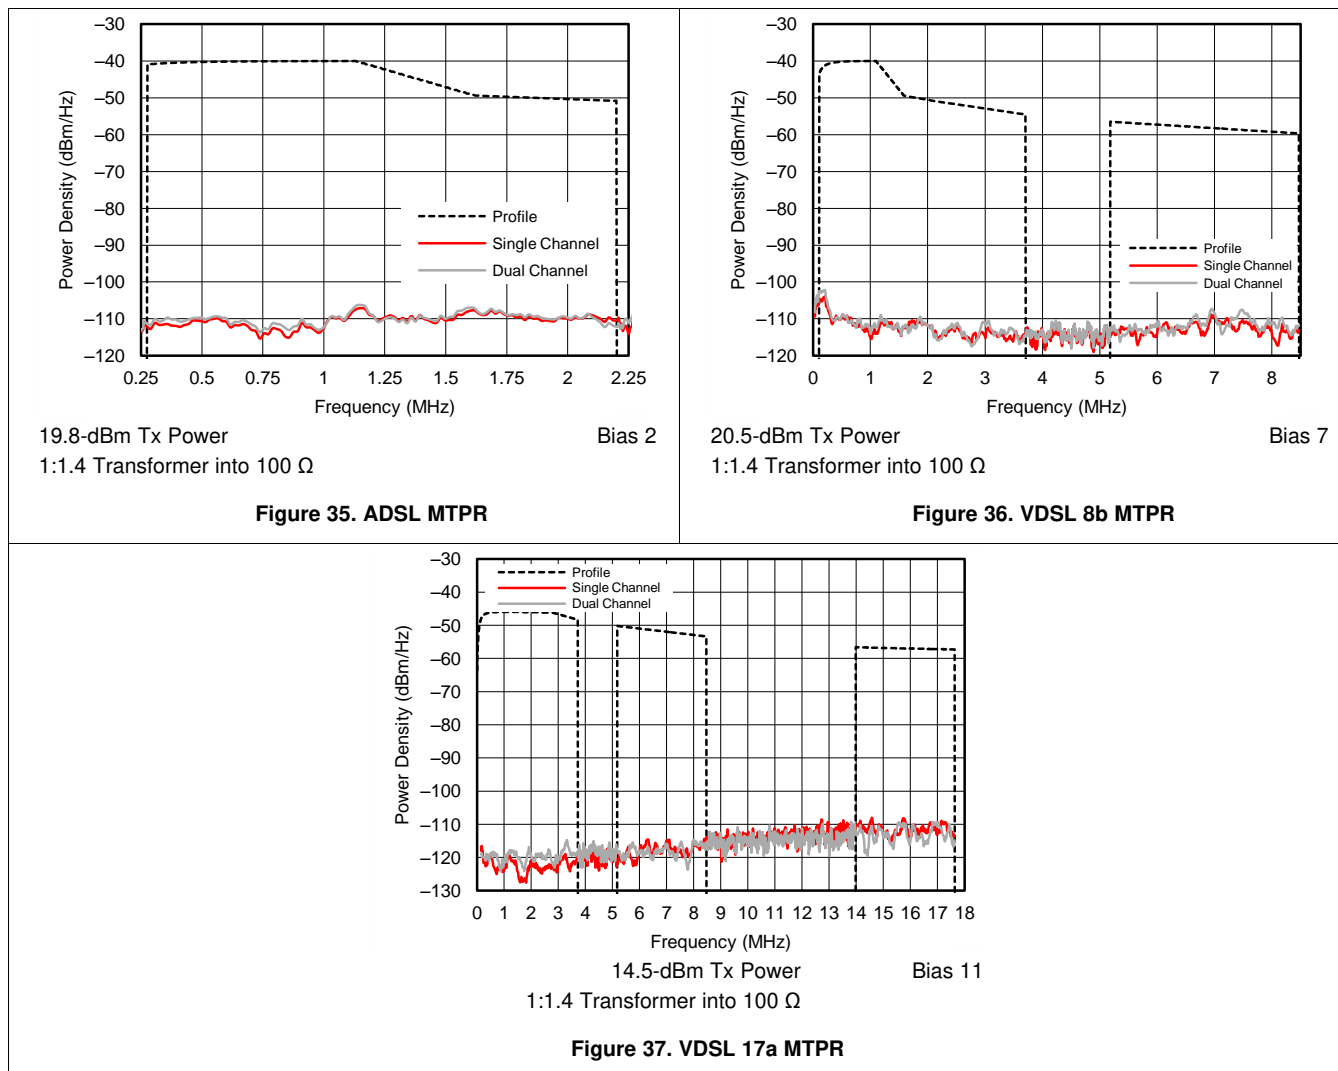 –30
–40
–50
–60
–70
–80
–90
–100
–110
–120
Power Density (dBm/Hz)
Profile
Single Channel
Dual Channel
0.25 0.5 0.75 1 1.25 1.5 1.75 2 2.25
Frequency (MHz)
19.8-dBm Tx Power Bias 2
1:1.4 Transformer into 100 Ω
Figure 35. ADSL MTPR
–30
–40
–50
–60
–70
–80
–90
–100
–110
–120
Power Density (dBm/Hz)
Profile
Single Channel
Dual Channel
0 1 2 3 4 5 6 7 8
Frequency (MHz)
20.5-dBm Tx Power Bias 7
1:1.4 Transformer into 100 Ω
Figure 36. VDSL 8b MTPR
–30
–40
–50
–60
–70
–80
–90
–100
–110
–120
–130
Power Density (dBm/Hz)
Profile
Single Channel
Dual Channel
0 1 2 3 4 5 6 7 8 9 10 11 12 13 14 15 16 17 18
Frequency (MHz)
14.5-dBm Tx Power Bias 11
1:1.4 Transformer into 100 Ω
Figure 37. VDSL 17a MTPR